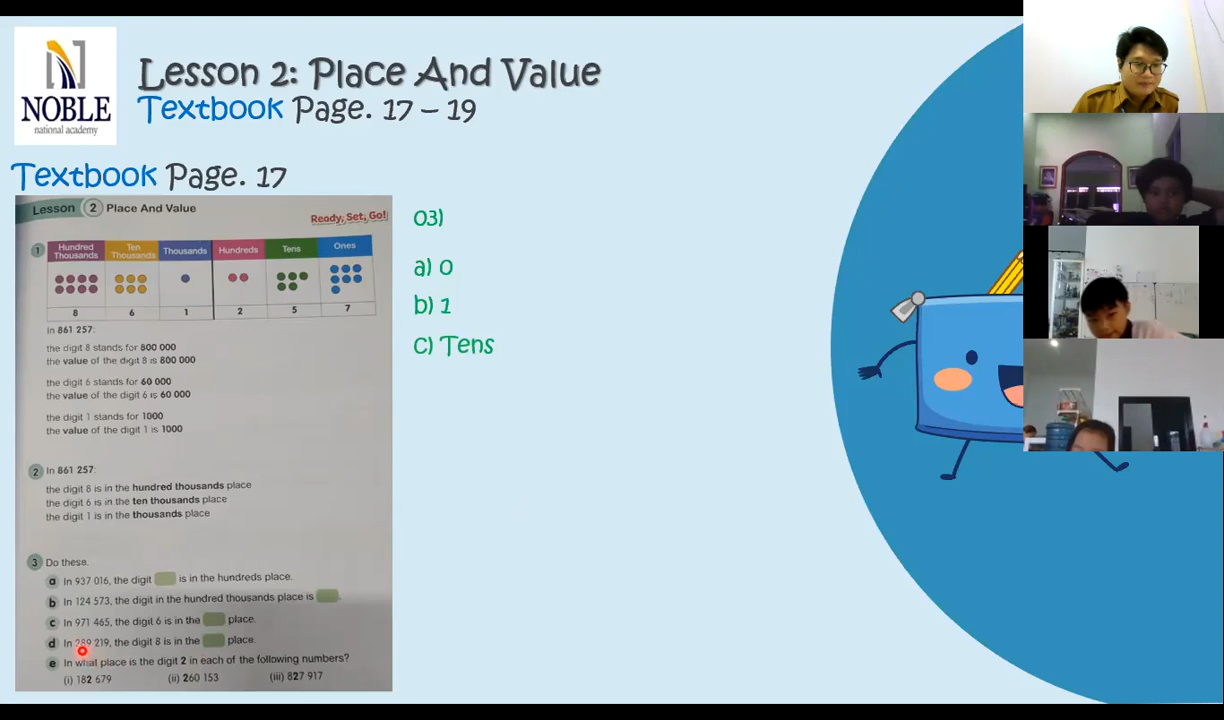 NOBLE
national academy
Lesson 2: Place And Value
Textbook Page. 17 – 19
Textbook Page. 17
Lesson 2 Place And Value
Ready, Set, Go!
1
Hundred Thousands Ten Thousands Thousands Hundreds Tens Ones
8 6 1 2 5 7
In 861 257:
the digit 8 stands for 800 000
the value of the digit 8 is 800 000
the digit 6 stands for 60 000
the value of the digit 6 is 60 000
the digit 1 stands for 1000
the value of the digit 1 is 1000
2 In 861 257:
the digit 8 is in the hundred thousands place
the digit 6 is in the ten thousands place
the digit 1 is in the thousands place
3 Do these.
a In 937 016, the digit is in the hundreds place.
b In 124 573, the digit in the hundred thousands place is .
c In 971 465, the digit 6 is in the place.
d In 289 219, the digit 8 is in the place.
e In what place is the digit 2 in each of the following numbers?
(i) 182 679 (ii) 260 153 (iii) 827 917
03)
a) 0
b) 1
c) Tens